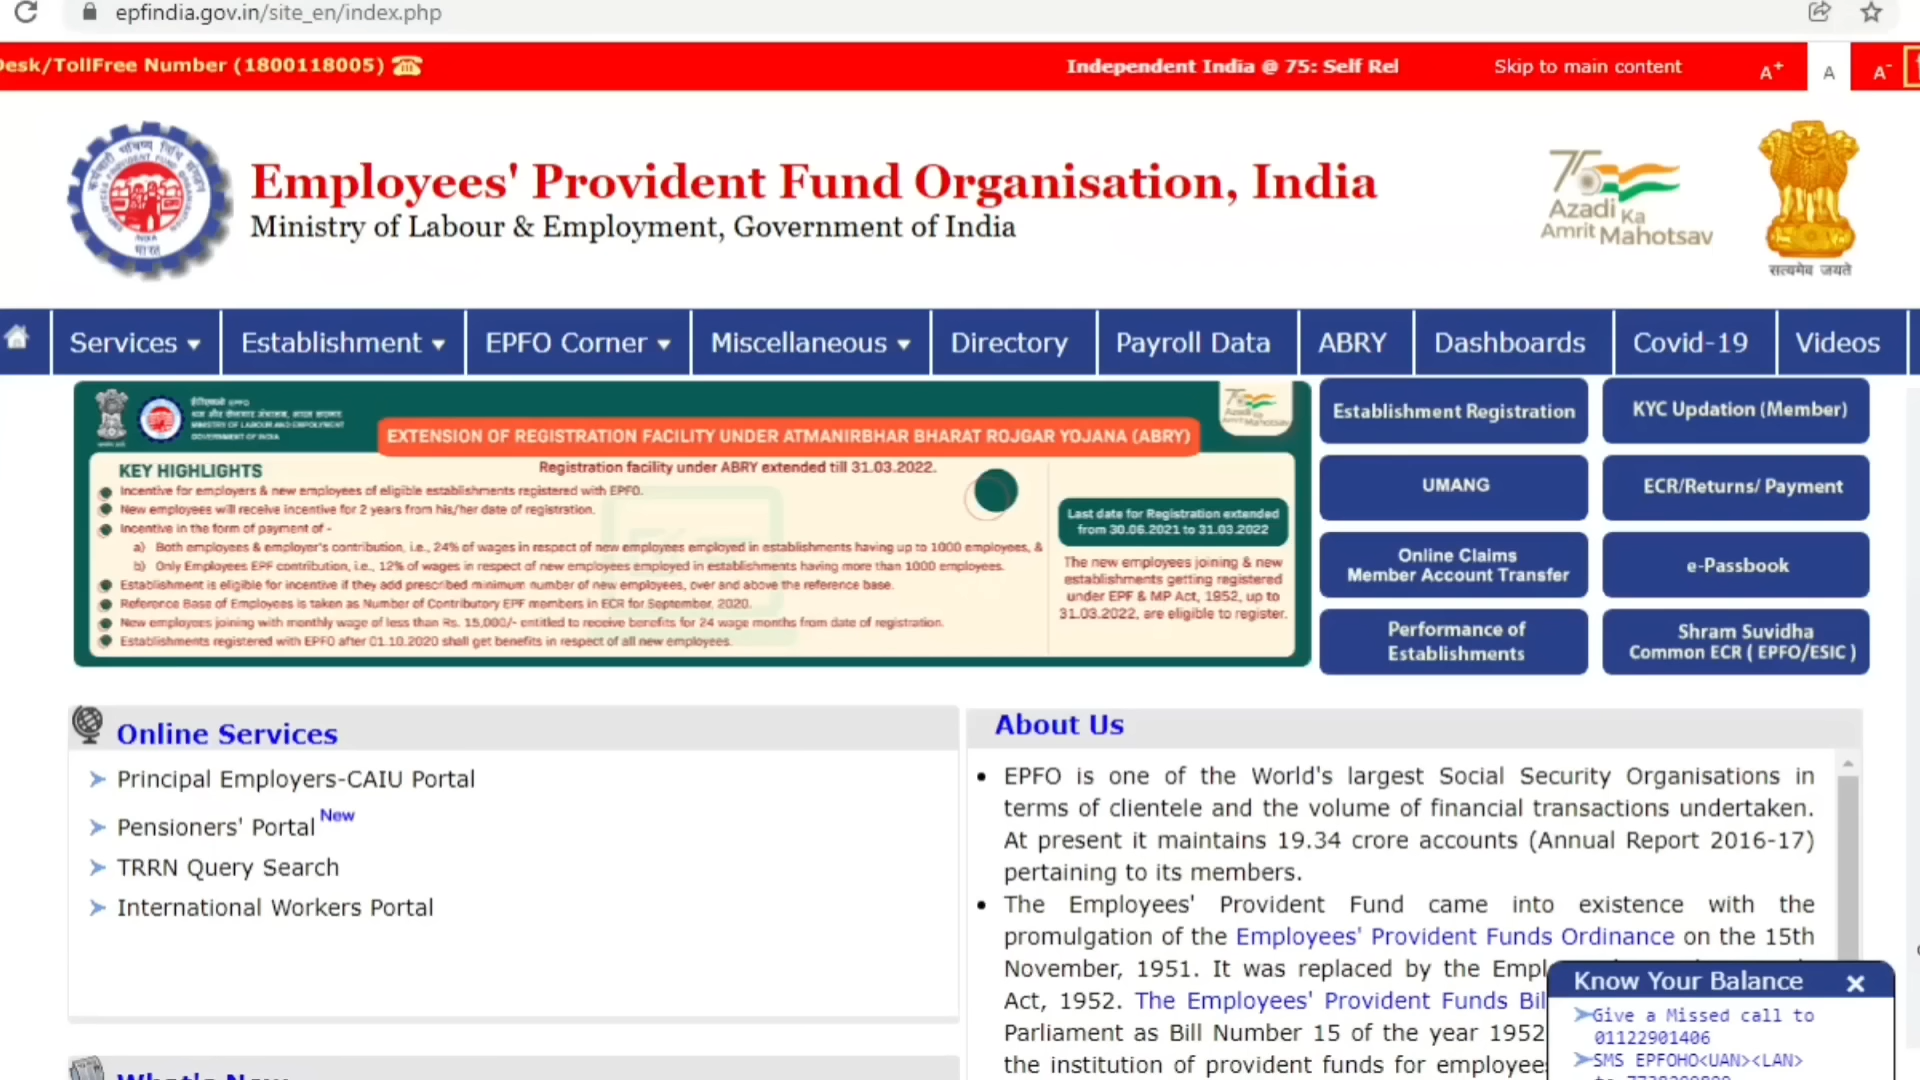 epfindia.gov.in/site_en/index.php
Desk/TollFree Number (1800118005)
Independent India @ 75: Self Rel
Skip to main content
A+
A
A-
Employees' Provident Fund Organisation, India
Ministry of Labour & Employment, Government of India
75
Azadi Ka
Amrit Mahotsav
सत्यमेव जयते
Services
Establishment
EPFO Corner
Miscellaneous
Directory
Payroll Data
ABRY
Dashboards
Covid-19
Videos
MINISTRY OF LABOUR AND EMPLOYMENT
GOVERNMENT OF INDIA
EXTENSION OF REGISTRATION FACILITY UNDER ATMANIRBHAR BHARAT ROJGAR YOJANA (ABRY)
KEY HIGHLIGHTS
Registration facility under ABRY extended till 31.03.2022.
Incentive for employers & new employees of eligible establishments registered with EPFO.
New employees will receive incentive for 2 years from his/her date of registration.
Incentive in the form of payment of -
a) Both employees & employer's contribution, i.e., 24% of wages in respect of new employees employed in establishments having up to 1000 employees, &
b) Only Employees EPF contribution, i.e., 12% of wages in respect of new employees employed in establishments having more than 1000 employees.
Establishment is eligible for incentive if they add prescribed minimum number of new employees, over and above the reference base.
Reference Base of Employees is taken as Number of Contributory EPF members in ECR for September, 2020.
New employees joining with monthly wage of less than Rs. 15,000/- entitled to receive benefits for 24 wage months from date of registration.
Establishments registered with EPFO after 01.10.2020 shall get benefits in respect of all new employees.
Last date for Registration extended
from 30.06.2021 to 31.03.2022
The new employees joining & new
establishments getting registered
under EPF & MP Act, 1952, up to
31.03.2022, are eligible to register.
Establishment Registration
KYC Updation (Member)
UMANG
ECR/Returns/ Payment
Online Claims
Member Account Transfer
e-Passbook
Performance of
Establishments
Shram Suvidha
Common ECR ( EPFO/ESIC )
Online Services
Principal Employers-CAIU Portal
Pensioners' Portal New
TRRN Query Search
International Workers Portal
What's New
About Us
EPFO is one of the World's largest Social Security Organisations in
terms of clientele and the volume of financial transactions undertaken.
At present it maintains 19.34 crore accounts (Annual Report 2016-17)
pertaining to its members.
The Employees' Provident Fund came into existence with the
promulgation of the Employees' Provident Funds Ordinance on the 15th
November, 1951. It was replaced by the Empl
Act, 1952. The Employees' Provident Funds Bil
Parliament as Bill Number 15 of the year 1952
the institution of provident funds for employee
Know Your Balance
Give a Missed call to
01122901406
SMS EPFOHO<UAN><LAN>